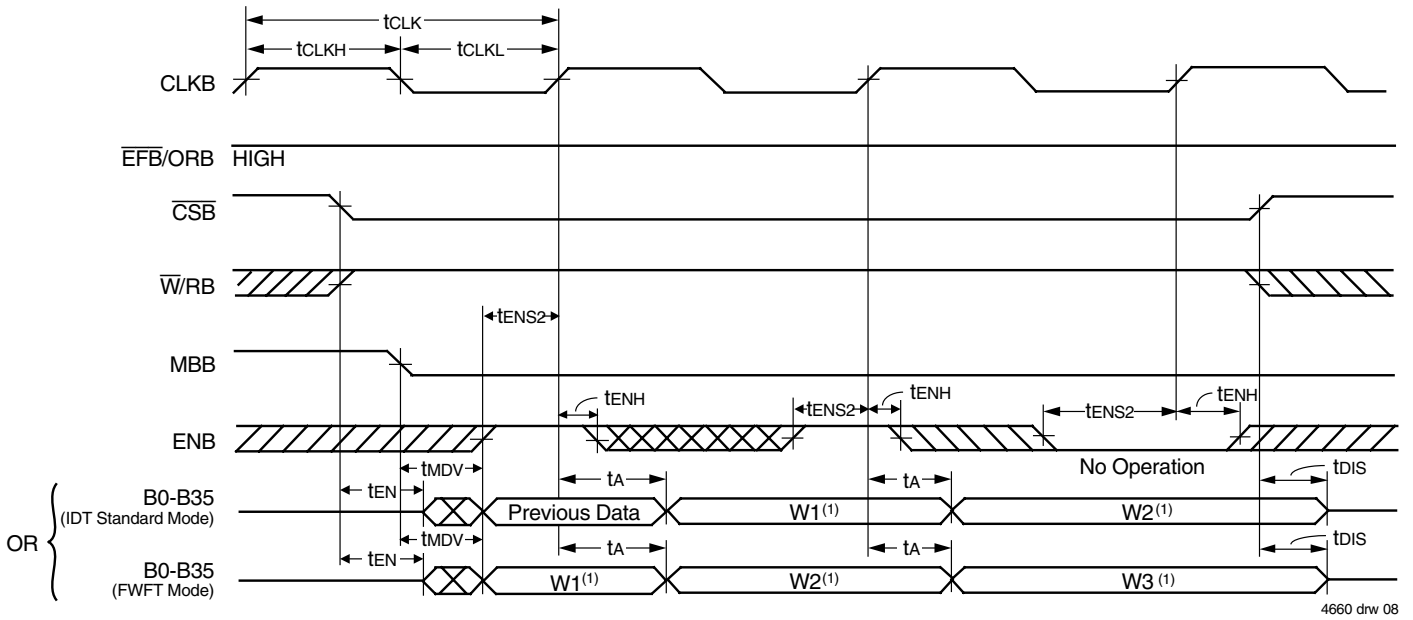 tCLK
tCLKH
tCLKL
CLKB
EFB/ORB HIGH
CSB
W/RB
tENS2
MBB
tENH
tENS2
tENH
tENS2
tENH
ENB
No Operation
tMDV
tEN
tA
tA
tDIS
B0-B35
(IDT Standard Mode)
Previous Data
W1(1)
W2(1)
OR
tMDV
tEN
tA
tA
tDIS
B0-B35
(FWFT Mode)
W1(1)
W2(1)
W3 (1)
4660 drw 08